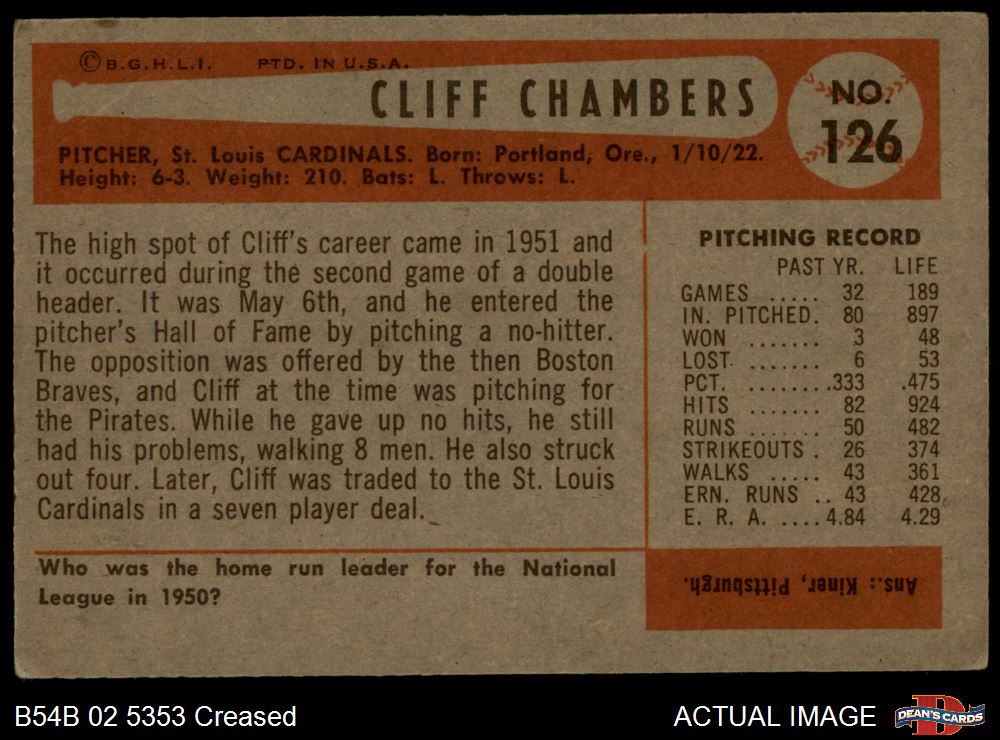 © B.G.H.L.I. PTD. IN U.S.A.
CLIFF CHAMBERS
NO.
126
PITCHER, St. Louis CARDINALS. Born: Portland, Ore., 1/10/22.
Height: 6-3. Weight: 210. Bats: L. Throws: L.
The high spot of Cliff's career came in 1951 and
it occurred during the second game of a double
header. It was May 6th, and he entered the
pitcher's Hall of Fame by pitching a no-hitter.
The opposition was offered by the then Boston
Braves, and Cliff at the time was pitching for
the Pirates. While he gave up no hits, he still
had his problems, walking 8 men. He also struck
out four. Later, Cliff was traded to the St. Louis
Cardinals in a seven player deal.
PITCHING RECORD
PAST YR. LIFE
GAMES ..... 32 189
IN. PITCHED. 80 897
WON ....... 3 48
LOST. ....... 6 53
PCT. ........ .333 .475
HITS ....... 82 924
RUNS ....... 50 482
STRIKEOUTS . 26 374
WALKS ..... 43 361
ERN. RUNS .. 43 428
E. R. A. .... 4.84 4.29
Who was the home run leader for the National
League in 1950?
Ans.: Kiner, Pittsburgh.
B54B 02 5353 Creased
ACTUAL IMAGE
DEAN'S CARDS